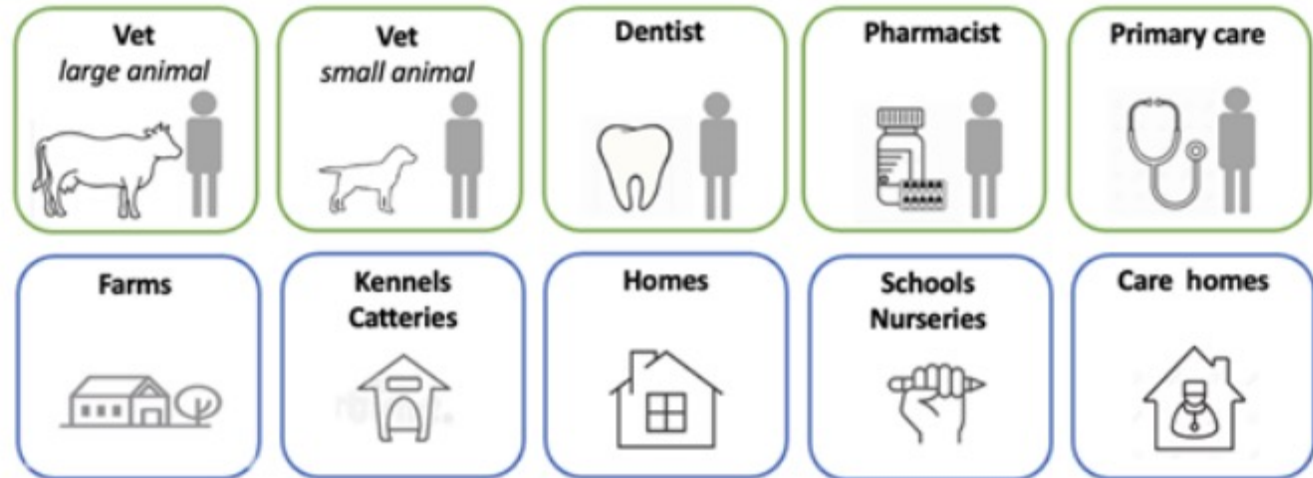 Vet
large animal
Vet
small animal
Dentist
Pharmacist
Primary care
Farms
Kennels
Catteries
Homes
Schools
Nurseries
Care homes